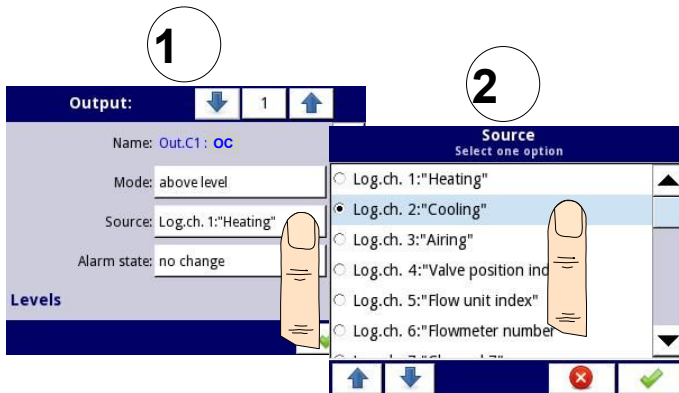 1
Output:
1
Name: Out.C1 : OC
Mode: above level
Source: Log.ch. 1:"Heating"
Alarm state: no change
Levels
2
Source
Select one option
Log.ch. 1:"Heating"
Log.ch. 2:"Cooling"
Log.ch. 3:"Airing"
Log.ch. 4:"Valve position
Log.ch. 5:"Flow unit index"
Log.ch. 6:"Flowmeter number